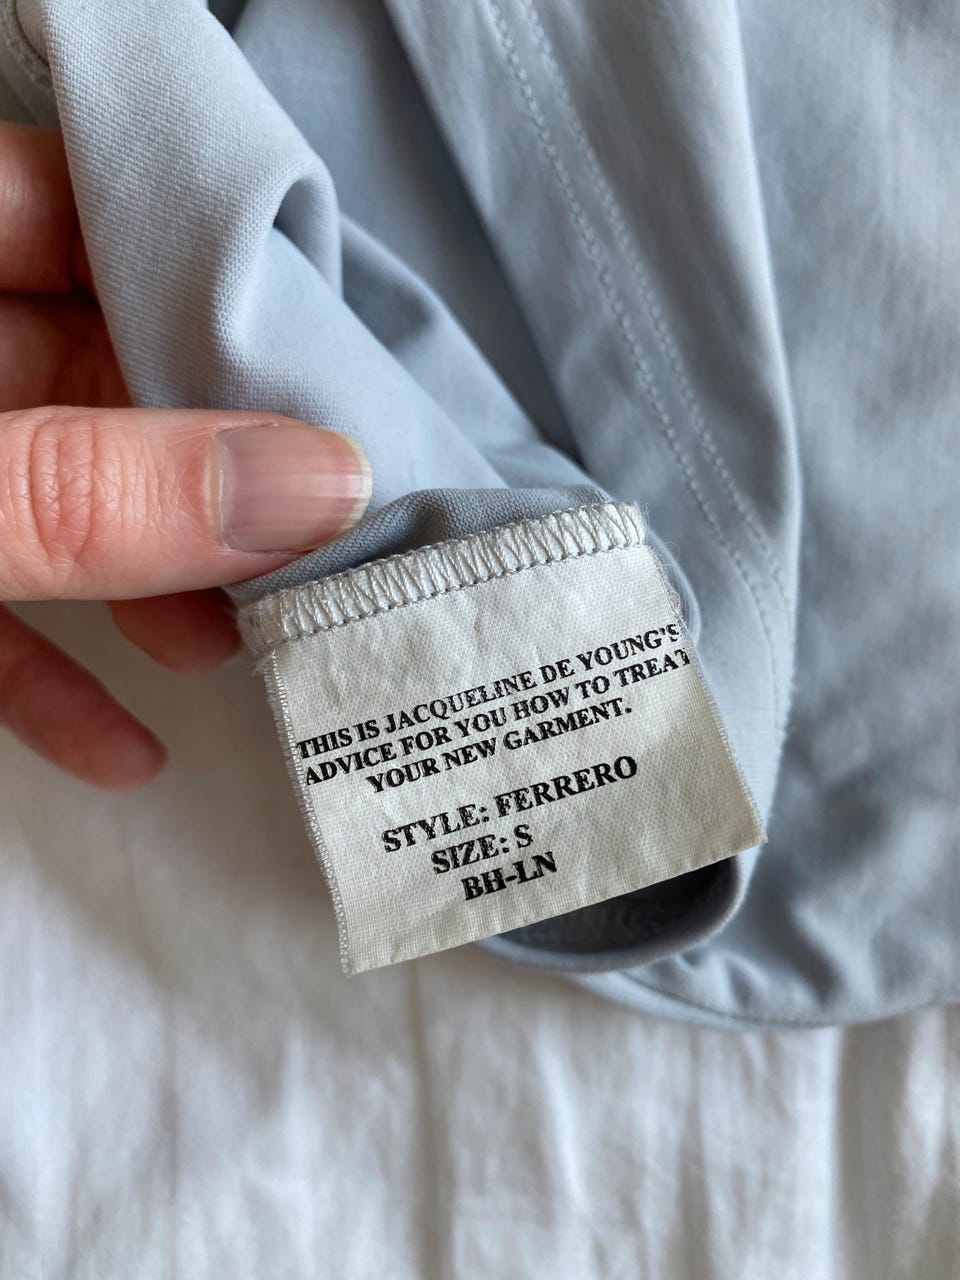 THIS IS JACQUELINE DE YOUNG'S
ADVICE FOR YOU HOW TO TREAT
YOUR NEW GARMENT.
STYLE: FERRERO
SIZE: S
BH-LN